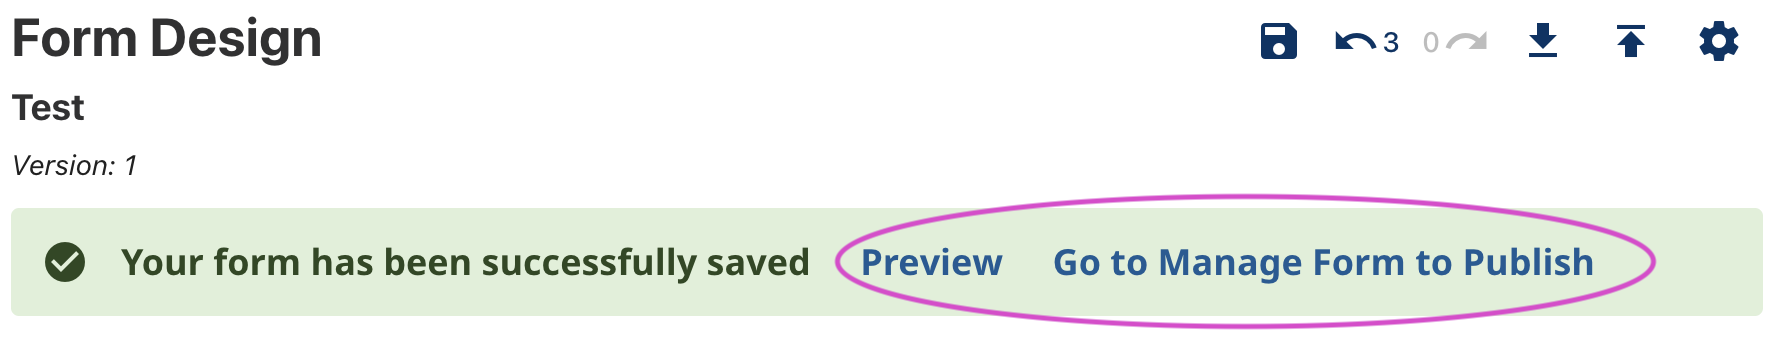 Form Design
3 0
Test
Version: 1
Your form has been successfully saved Preview Go to Manage Form to Publish